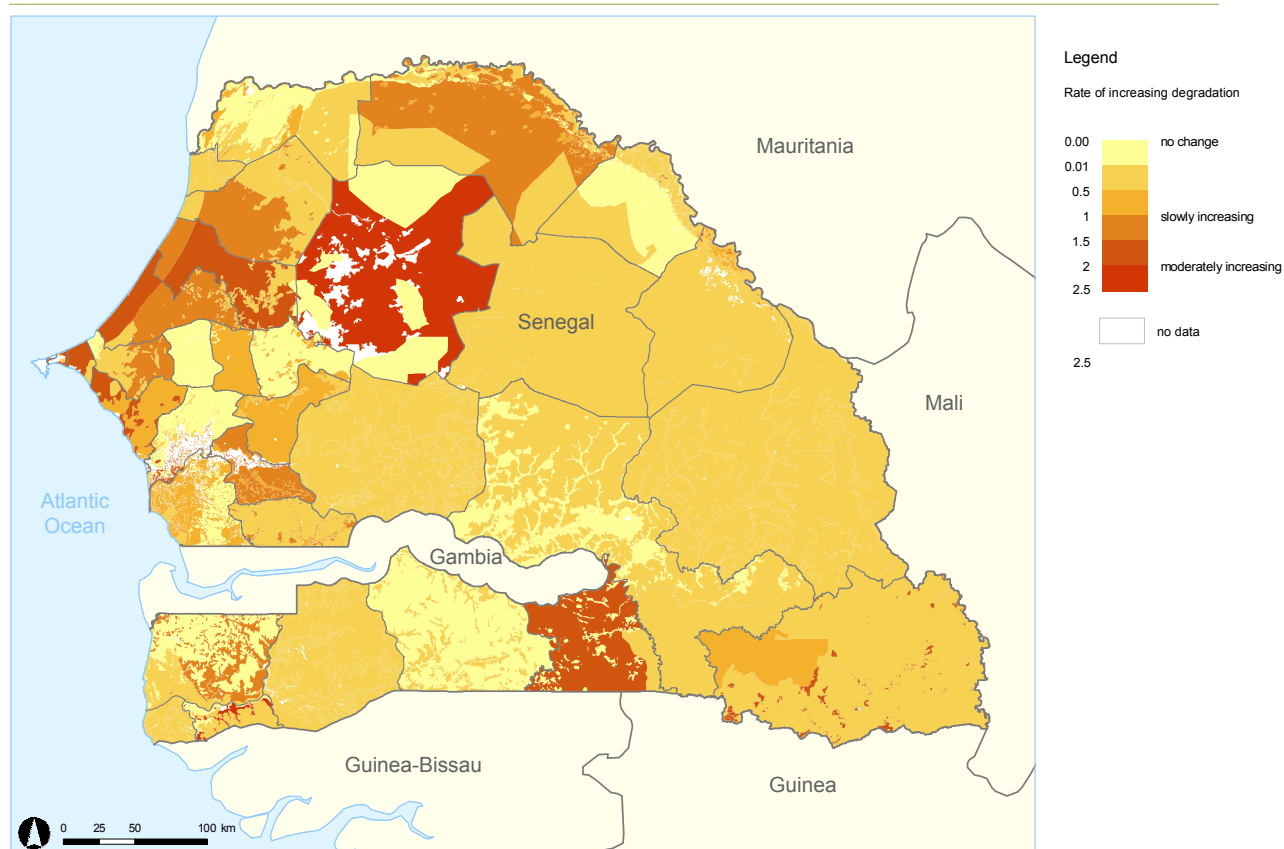 Legend
Rate of increasing degradation
0.00 no change
0.01
0.5
1 slowly increasing
1.5
2 moderately increasing
2.5
no data
2.5
Mauritania
Senegal
Mali
Atlantic
Ocean
Gambia
Guinea-Bissau
Guinea
0 25 50 100 km